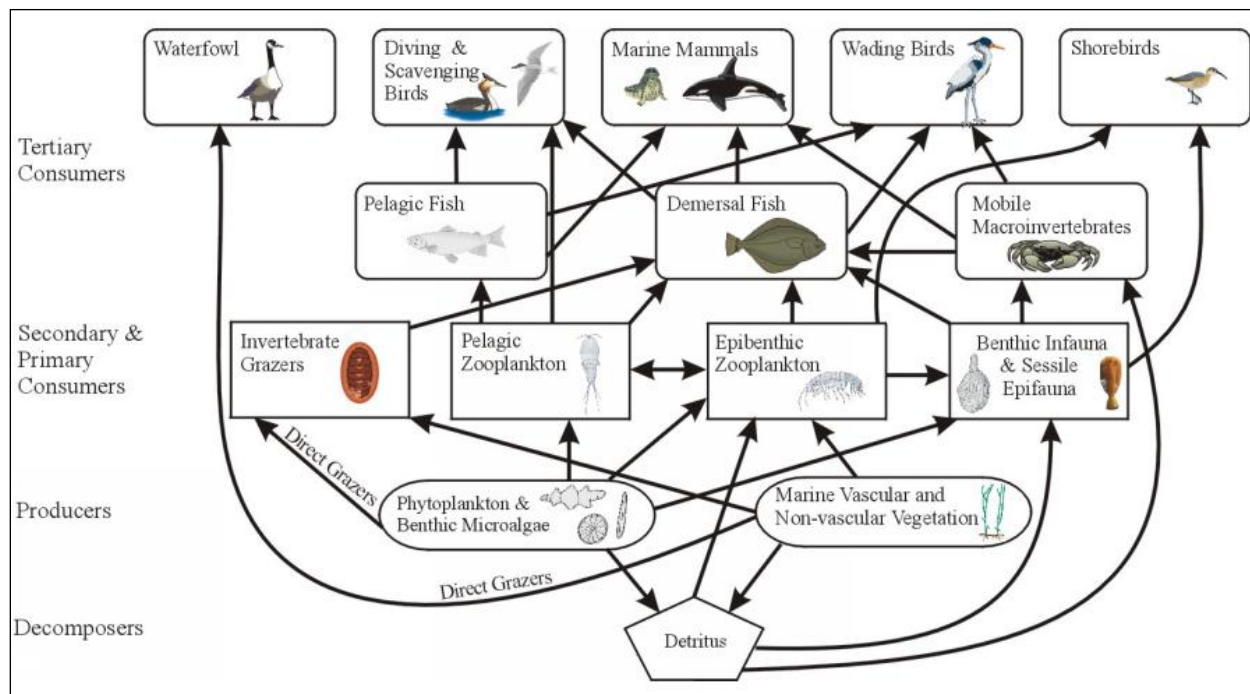 Waterfowl
Diving &
Scavenging
Birds
Marine Mammals
Wading Birds
Shorebirds
Tertiary
Consumers
Pelagic Fish
Demersal Fish
Mobile
Macroinvertebrates
Secondary &
Primary
Consumers
Invertebrate
Grazers
Pelagic
Zooplankton
Epibenthic
Zooplankton
Benthic Infauna
& Sessile
Epifauna
Direct Grazers
Producers
Phytoplankton &
Benthic Microalgae
Marine Vascular and
Non-vascular Vegetation
Direct Grazers
Decomposers
Detritus